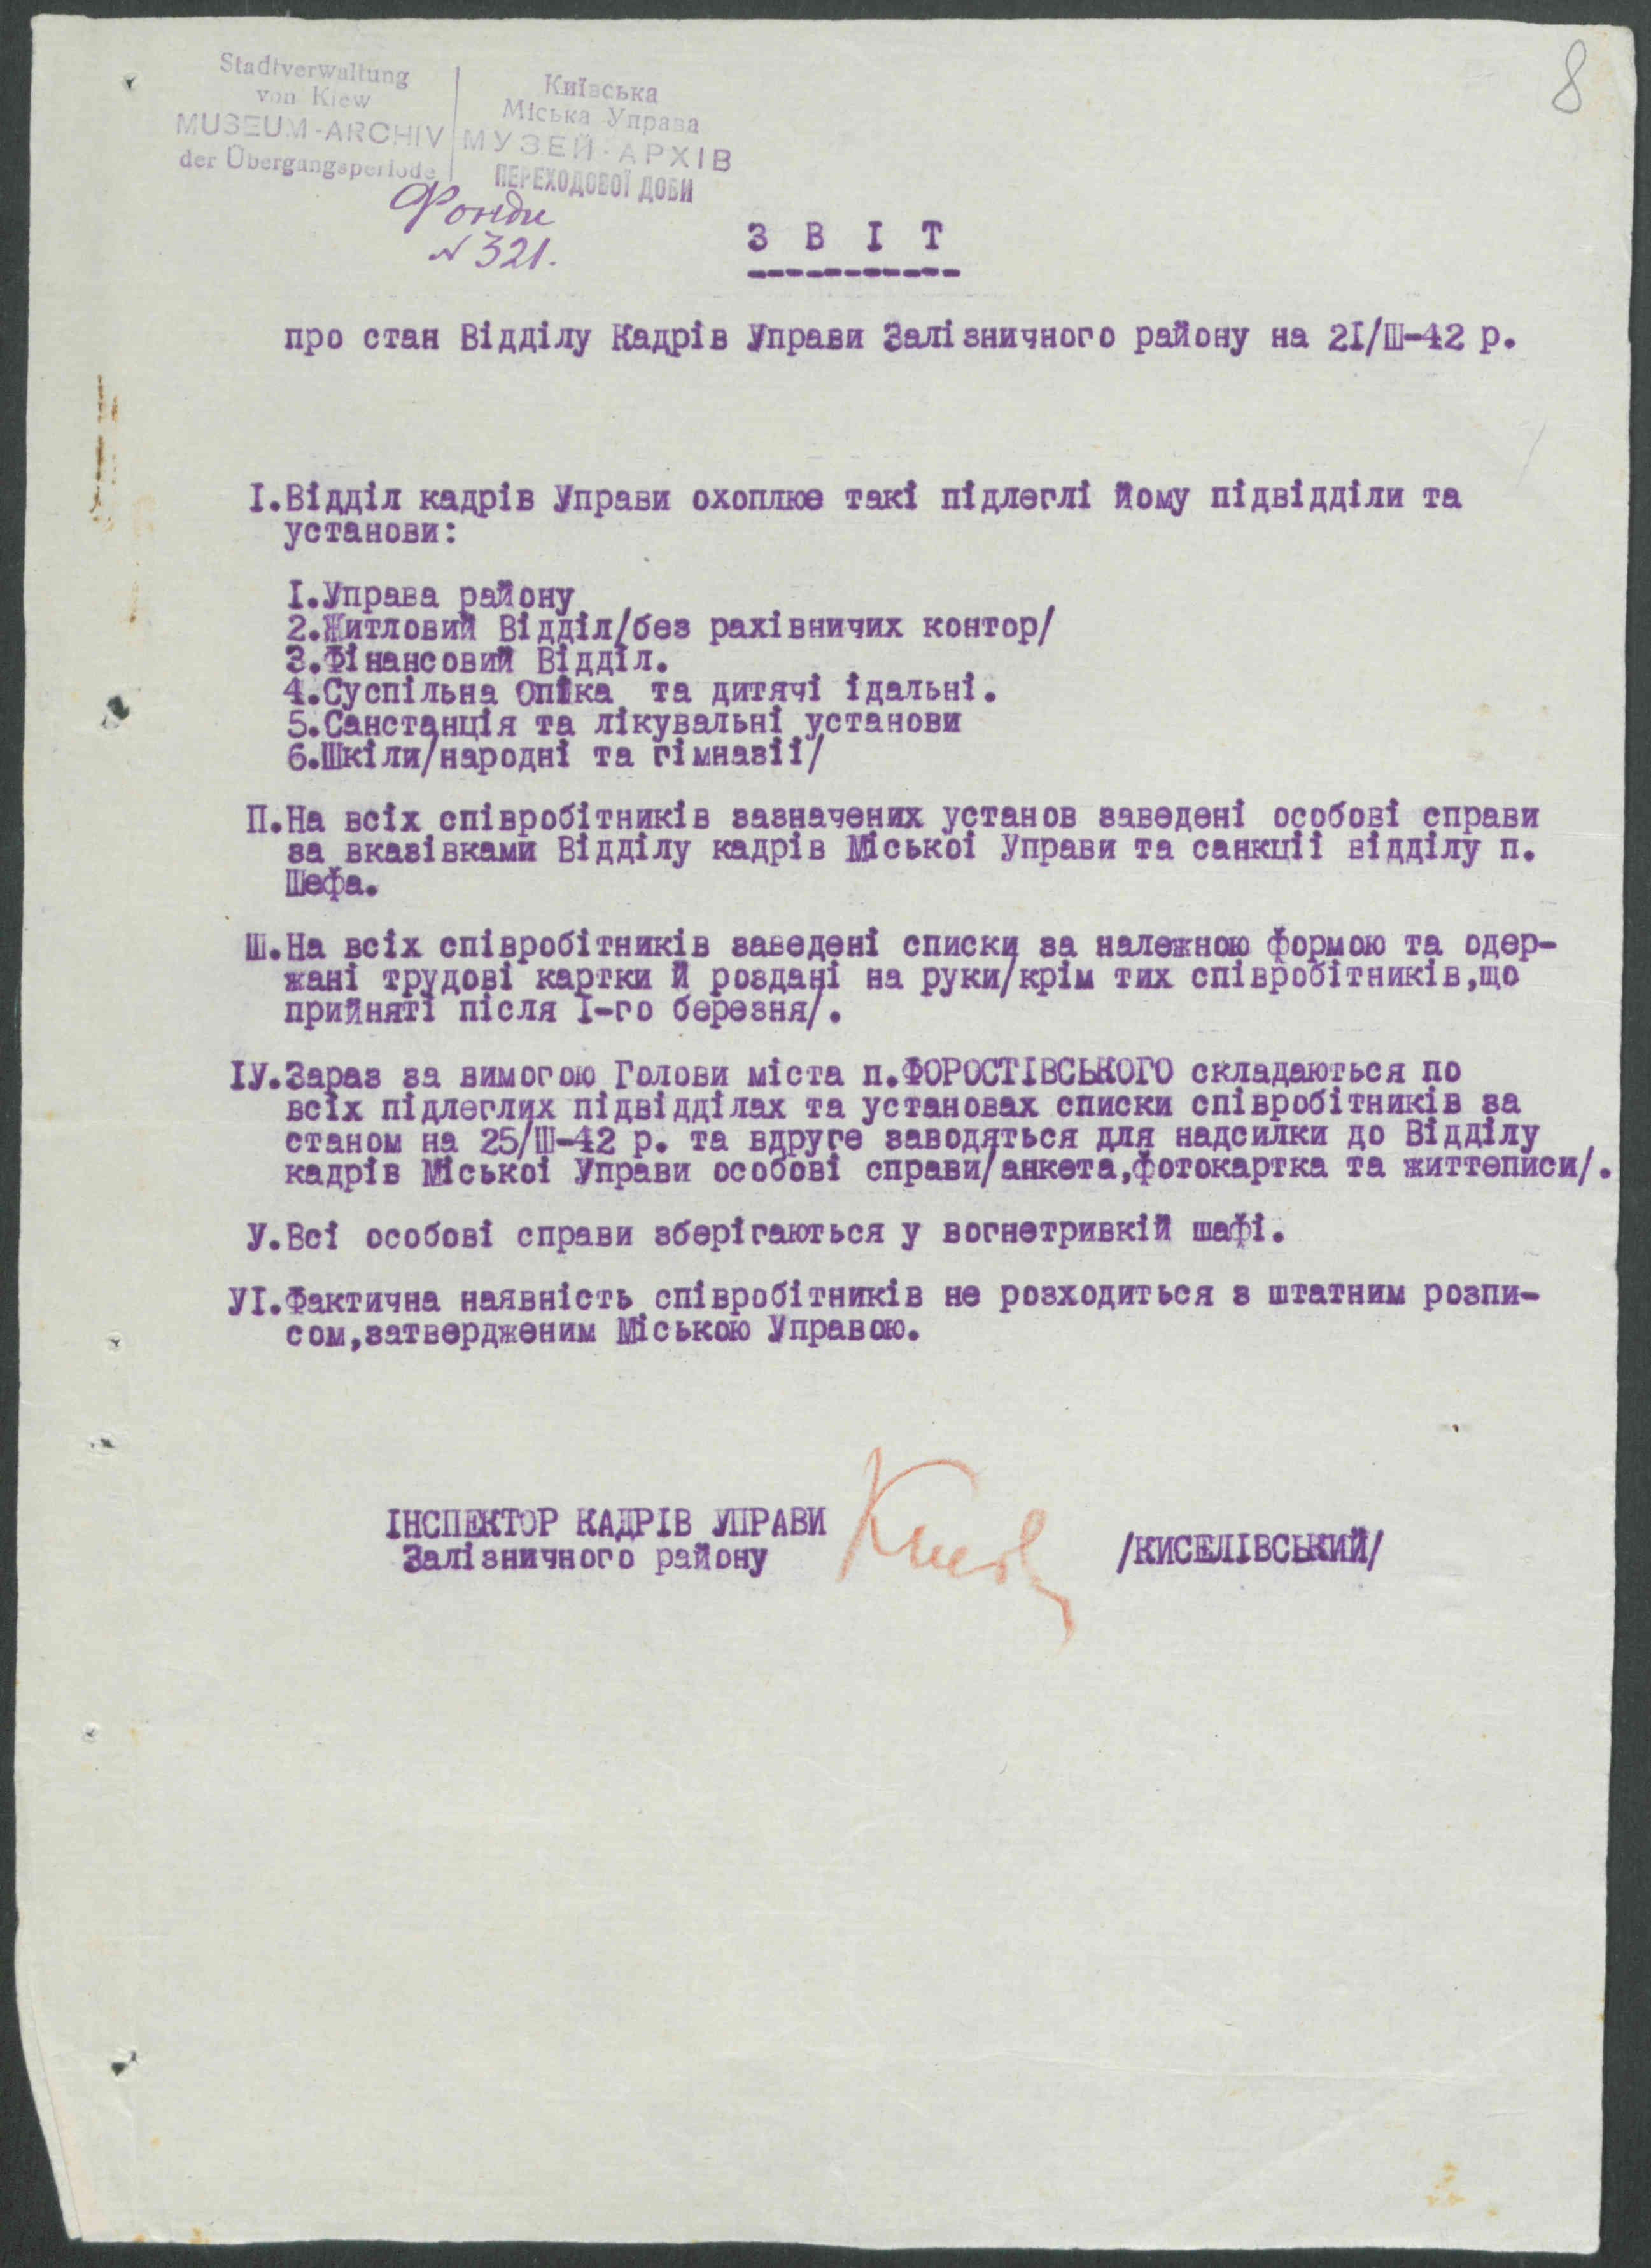 8
Stadtverwaltung
von Kiew
MUSEUM-ARCHIV
der Übergangsperiode
Київська
Міська Управа
МУЗЕЙ-АРХІВ
ПЕРЕХОДОВОЇ ДОБИ
Фонди
№ 321.
З В І Т
-----------
про стан Відділу Кадрів Управи Залізничного району на 2І/Ш-42 р.
І.Відділ кадрів Управи охоплює такі підлеглі йому підвідділи та
установи:
І.Управа району
2.Житловий Відділ/без рахівничих контор/
3.Фінансовий Відділ.
4.Суспільна Опіка та дитячі ідальні.
5.Санстанція та лікувальні установи
6.Шкіли/народні та гімназіі/
П.На всіх співробітників зазначених установ заведені особові справи
за вказівками Відділу кадрів Міськоі Управи та санкціі відділу п.
Шефа.
Ш.На всіх співробітників заведені списки за належною формою та одер-
жані трудові картки й роздані на руки/крім тих співробітників,що
прийняті після І-го березня/.
ІУ.Зараз за вимогою Голови міста п.ФОРОСТІВСЬКОГО складаються по
всіх підлеглих підвідділах та установах списки співробітників за
станом на 25/Ш-42 р. та вдруге заводяться для надсилки до Відділу
кадрів Міськоі Управи особові справи/анкета,фотокартка та життєписи/.
У.Всі особові справи зберігаються у вогнетривкій шафі.
УІ.Фактична наявність співробітників не розходиться з штатним розпи-
сом,затвердженим Міською Управою.
ІНСПЕКТОР КАДРІВ УПРАВИ
Залізничного району
/КИСЕЛІВСЬКИЙ/